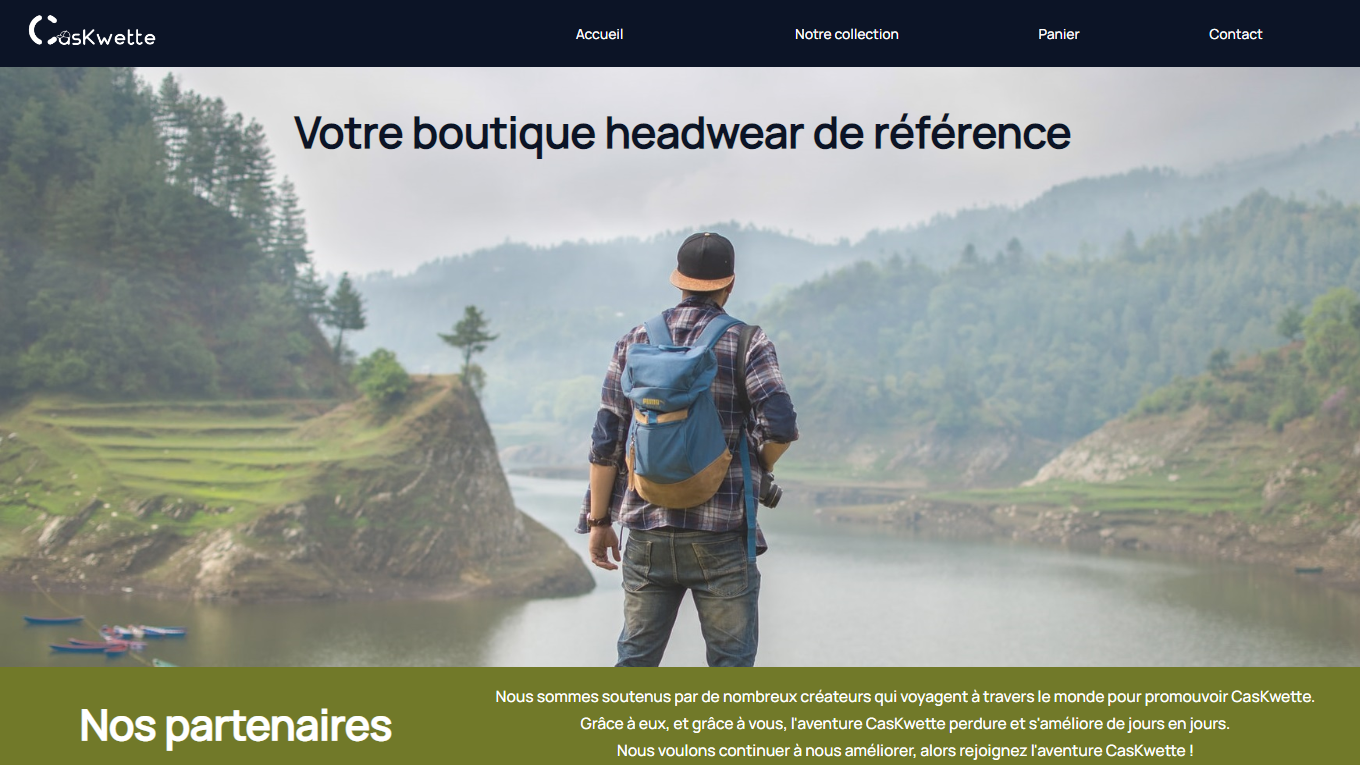 CasKwette
Accueil
Notre collection
Panier
Contact
Votre boutique headwear de référence
Nos partenaires
Nous sommes soutenus par de nombreux créateurs qui voyagent à travers le monde pour promouvoir CasKwette.
Grâce à eux, et grâce à vous, l'aventure CasKwette perdure et s'améliore de jours en jours.
Nous voulons continuer à nous améliorer, alors rejoignez l'aventure CasKwette !